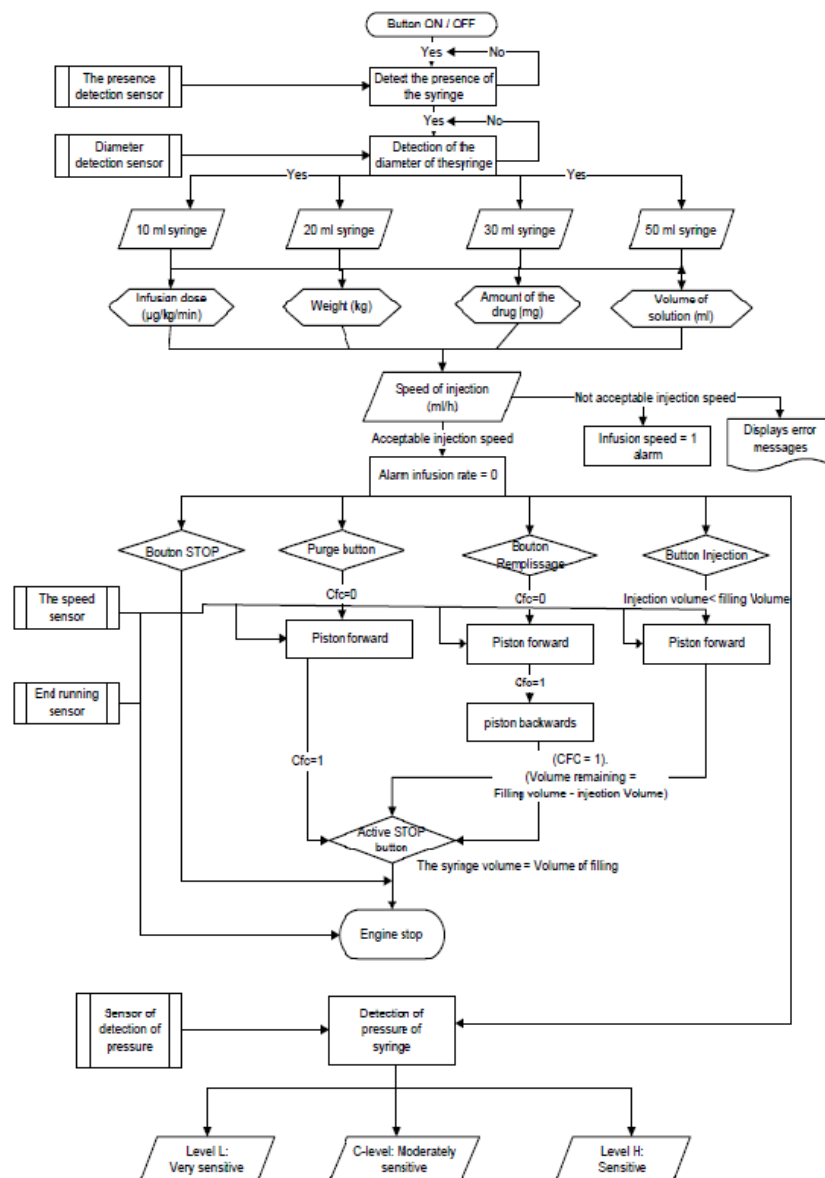 Button ON / OFF
Yes
No
The presence
detection sensor
Detect the presence of
the syringe
Yes
No
Diameter
detection sensor
Detection of the
diameter of thesyringe
Yes
Yes
10 ml syringe
20 ml syringe
30 ml syringe
50 ml syringe
Infusion dose
(µg/kg/min)
Weight (kg)
Amount of the
drug (mg)
Volume of
solution (ml)
Speed of injection
(ml/h)
Not acceptable injection speed
Acceptable injection speed
Infusion speed = 1
alarm
Displays error
messages
Alarm infusion rate = 0
Bouton STOP
Purge button
Bouton
Remplissage
Button Injection
The speed
sensor
Cfc=0
Cfc=0
Injection volume< filling Volume
Piston forward
Piston forward
Piston forward
End running
sensor
Cfc=1
piston backwards
Cfc=1
(CFC = 1).
(Volume remaining =
Filling volume - injection Volume)
Active STOP
button
The syringe volume = Volume of filling
Engine stop
Sensor of
detection of
pressure
Detection of
pressure of
syringe
Level L:
Very sensitive
C-level: Moderately
sensitive
Level H:
Sensitive